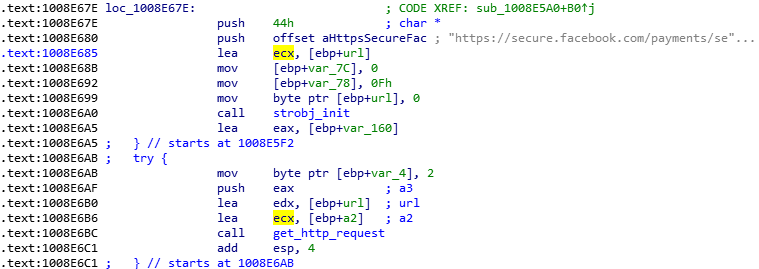 .text:1008E67E loc_1008E67E: ; CODE XREF: sub_1008E5A0+B0↑j
.text:1008E67E push 44h ; char *
.text:1008E680 push offset aHttpsSecureFac ; "https://secure.facebook.com/payments/se"...
.text:1008E685 lea ecx, [ebp+url]
.text:1008E68B mov [ebp+var_7C], 0
.text:1008E692 mov [ebp+var_78], 0Fh
.text:1008E699 mov byte ptr [ebp+url], 0
.text:1008E6A0 call strobj_init
.text:1008E6A5 lea eax, [ebp+var_160]
.text:1008E6A5 ; } // starts at 1008E5F2
.text:1008E6AB ; try {
.text:1008E6AB mov byte ptr [ebp+var_4], 2
.text:1008E6AF push eax ; a3
.text:1008E6B0 lea edx, [ebp+url] ; url
.text:1008E6B6 lea ecx, [ebp+a2] ; a2
.text:1008E6BC call get_http_request
.text:1008E6C1 add esp, 4
.text:1008E6C1 ; } // starts at 1008E6AB